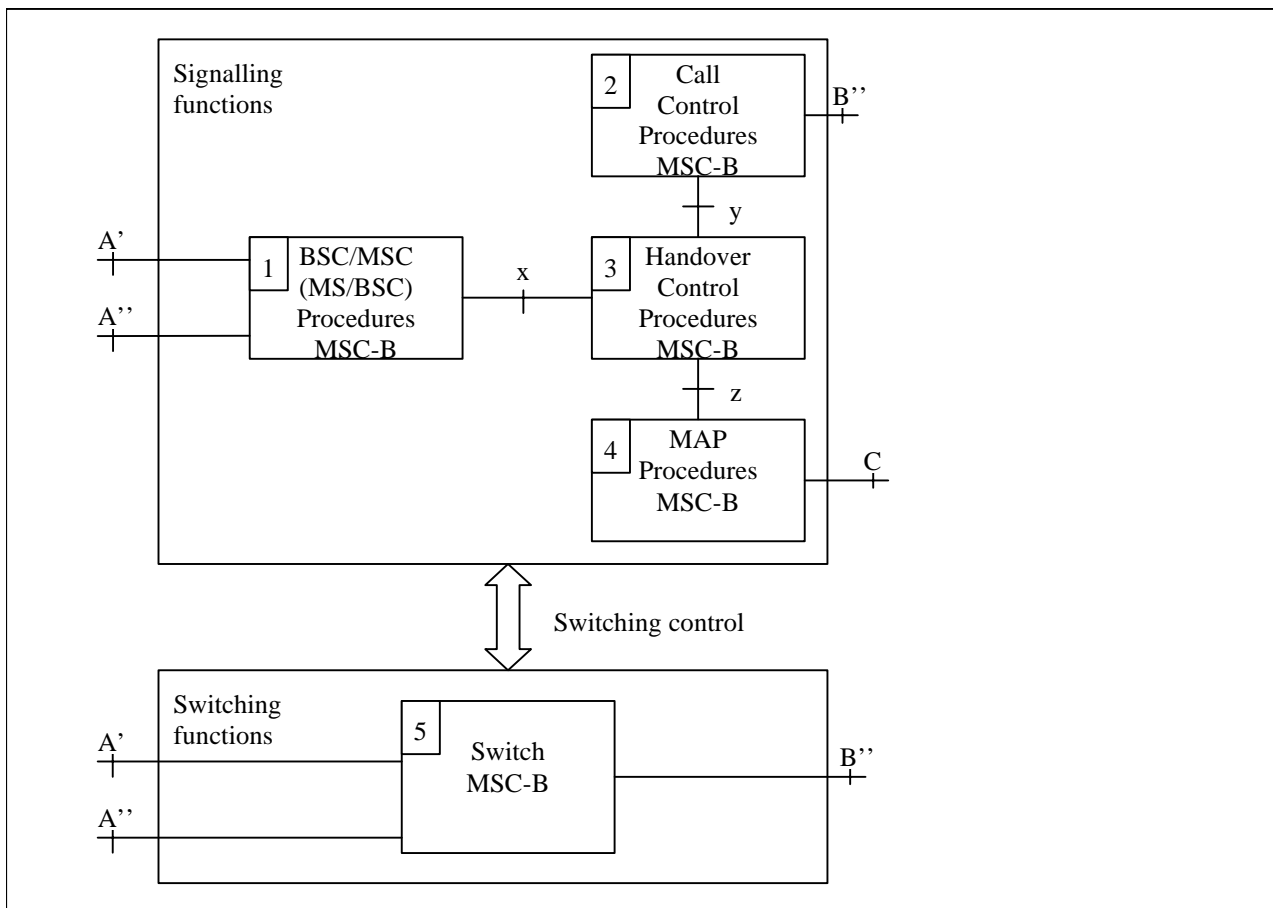 Signalling
functions
2
Call
Control
Procedures
MSC-B
B’’
y
A’
A’’
1
BSC/MSC
(MS/BSC)
Procedures
MSC-B
x
3
Handover
Control
Procedures
MSC-B
z
4
MAP
Procedures
MSC-B
C
Switching control
Switching
functions
A’
A’’
5
Switch
MSC-B
B’’